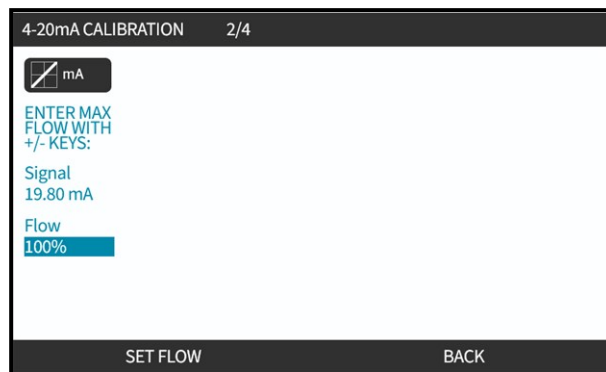 4-20mA CALIBRATION 2/4
mA
ENTER MAX
FLOW WITH
+/- KEYS:
Signal
19.80 mA
Flow
100%
SET FLOW BACK